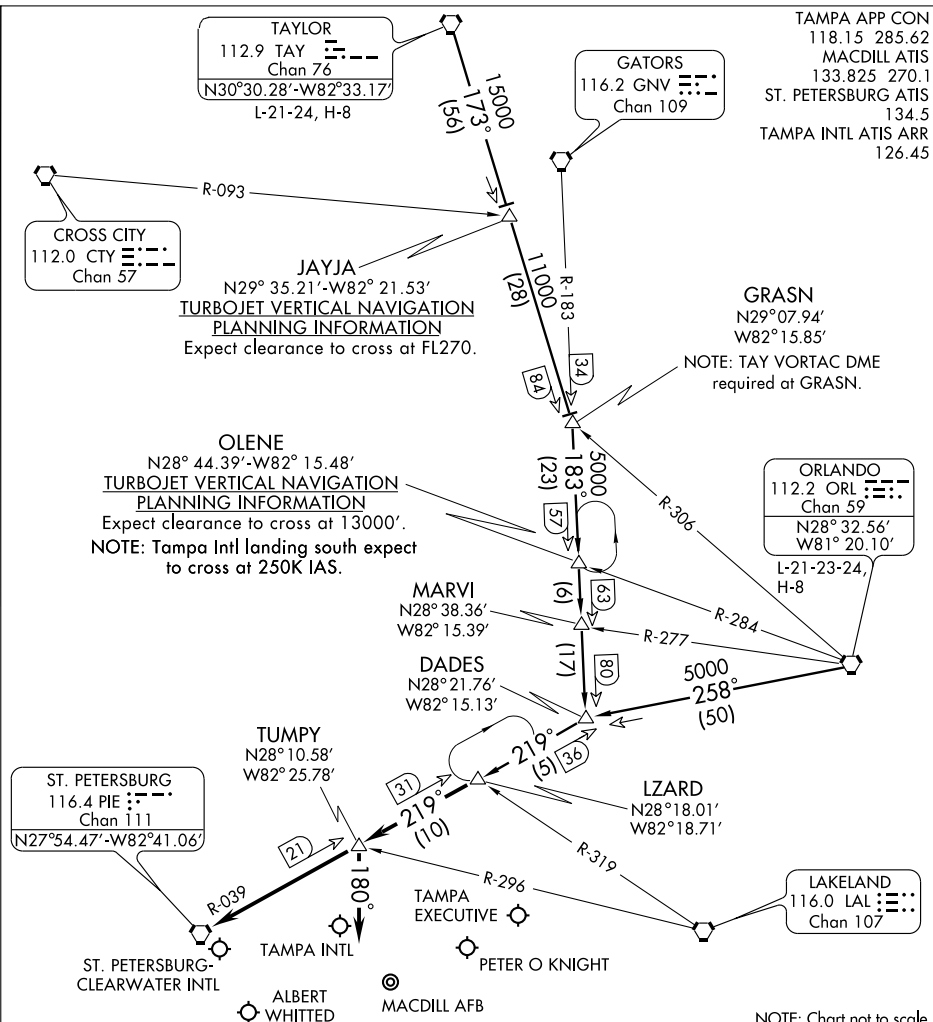 TAYLOR
112.9 TAY
Chan 76
N30°30.28’-W82°33.17’
L-21-24, H-8
GATORS
116.2 GNV
Chan 109
TAMPA APP CON
118.15 285.62
MACDILL ATIS
133.825 270.1
ST. PETERSBURG ATIS
134.5
TAMPA INTL ATIS ARR
126.45
15000
173°
(56)
R-093
CROSS CITY
112.0 CTY
Chan 57
JAYJA
N29° 35.21’-W82° 21.53’
TURBOJET VERTICAL NAVIGATION
PLANNING INFORMATION
Expect clearance to cross at FL270.
11000
(28)
R-183
84
34
GRASN
N29°07.94’
W82°15.85’
NOTE: TAY VORTAC DME
required at GRASN.
OLENE
N28° 44.39’-W82° 15.48’
TURBOJET VERTICAL NAVIGATION
PLANNING INFORMATION
Expect clearance to cross at 13000’.
NOTE: Tampa Intl landing south expect
to cross at 250K IAS.
5000
183°
(23)
57
R-306
ORLANDO
112.2 ORL
Chan 59
N28° 32.56’
W81° 20.10’
L-21-23-24,
H-8
MARVI
N28° 38.36’
W82° 15.39’
(6)
63
R-284
R-277
DADES
N28° 21.76’
W82° 15.13’
(17)
80
5000
258°
(50)
TUMPY
N28° 10.58’
W82° 25.78’
219°
(5)
36
LZARD
N28°18.01’
W82°18.71’
31
219°
(10)
ST. PETERSBURG
116.4 PIE
Chan 111
N27°54.47’-W82°41.06’
21
R-039
180°
R-319
R-296
LAKELAND
116.0 LAL
Chan 107
TAMPA
EXECUTIVE
TAMPA INTL
PETER O KNIGHT
ST. PETERSBURG-
CLEARWATER INTL
MACDILL AFB
ALBERT
WHITTED
NOTE: Chart not to scale